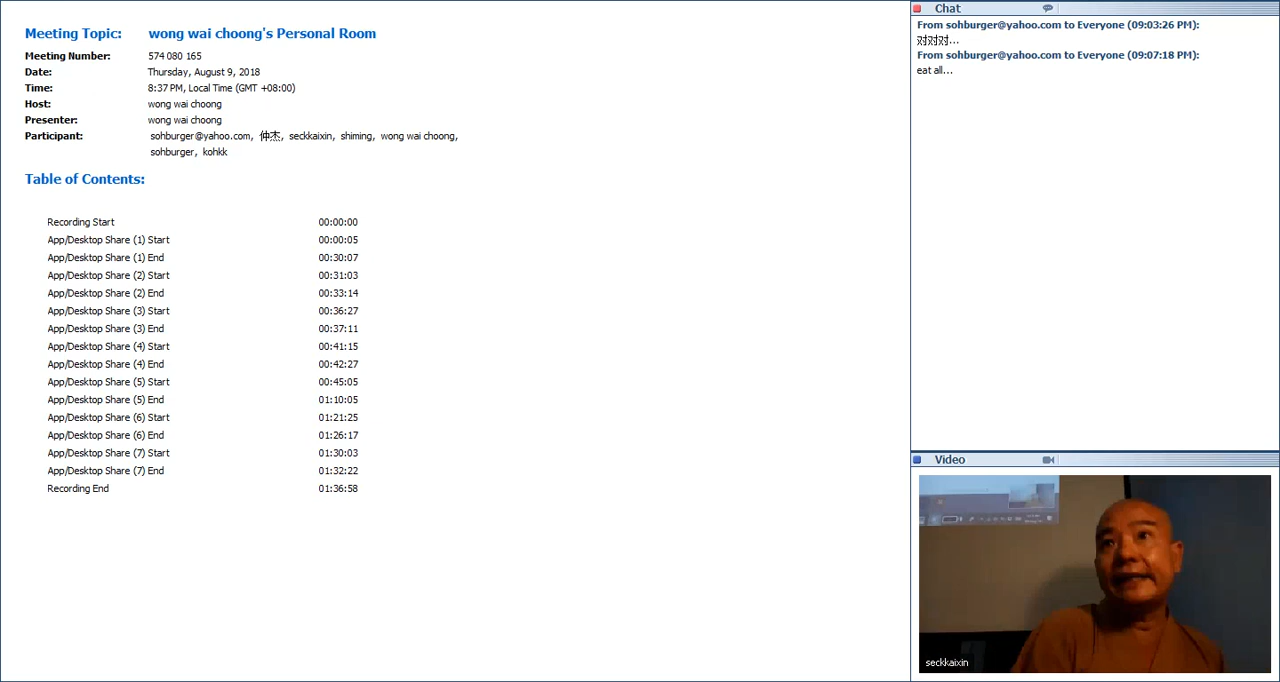 Meeting Topic: wong wai choong's Personal Room
Meeting Number: 574 080 165
Date: Thursday, August 9, 2018
Time: 8:37 PM, Local Time (GMT +08:00)
Host: wong wai choong
Presenter: wong wai choong
Participant: sohburger@yahoo.com, 仲杰, seckkaixin, shiming, wong wai choong,
sohburger, kohkk
Table of Contents:
Recording Start 00:00:00
App/Desktop Share (1) Start 00:00:05
App/Desktop Share (1) End 00:30:07
App/Desktop Share (2) Start 00:31:03
App/Desktop Share (2) End 00:33:14
App/Desktop Share (3) Start 00:36:27
App/Desktop Share (3) End 00:37:11
App/Desktop Share (4) Start 00:41:15
App/Desktop Share (4) End 00:42:27
App/Desktop Share (5) Start 00:45:05
App/Desktop Share (5) End 01:10:05
App/Desktop Share (6) Start 01:21:25
App/Desktop Share (6) End 01:26:17
App/Desktop Share (7) Start 01:30:03
App/Desktop Share (7) End 01:32:22
Recording End 01:36:58
Chat
From sohburger@yahoo.com to Everyone (09:03:26 PM):
对对对...
From sohburger@yahoo.com to Everyone (09:07:18 PM):
eat all...
Video
seckkaixin